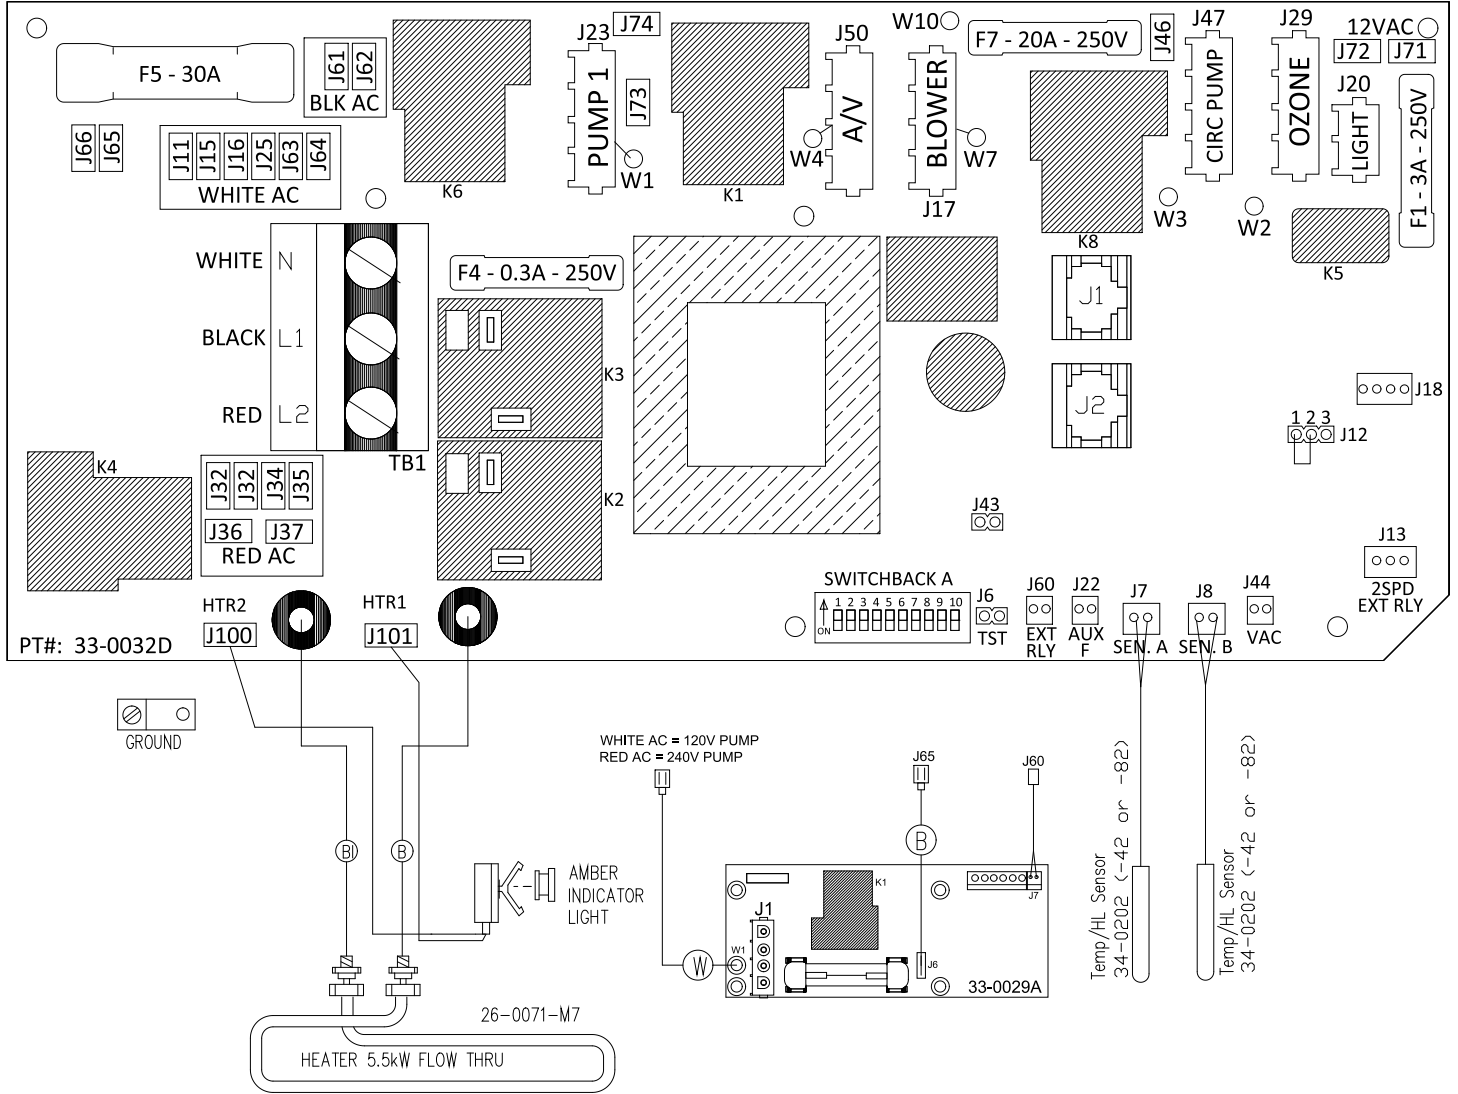 J74
J23
J50
W10
F7 - 20A - 250V
J46
J47
J29
12VAC
J72
J71
F5 - 30A
J61
J62
BLK AC
J66
J65
J11
J15
J16
J25
J63
J64
WHITE AC
K6
PUMP 1
J73
W1
K1
W4
A/V
BLOWER
W7
J17
K8
CIRC PUMP
W3
OZONE
W2
J20
LIGHT
K5
F1 - 3A - 250V
WHITE N
BLACK L1
RED L2
TB1
F4 - 0.3A - 250V
K3
K2
J1
J2
J18
1 2 3
J12
J43
K4
J32
J32
J34
J35
J36
J37
RED AC
HTR2
J100
HTR1
J101
PT#: 33-0032D
SWITCHBACK A
1 2 3 4 5 6 7 8 9 10
ON
J6
TST
J60
EXT
RLY
J22
AUX
F
J7
SEN. A
J8
SEN. B
J44
VAC
J13
2SPD
EXT RLY
GROUND
WHITE AC = 120V PUMP
RED AC = 240V PUMP
J65
J60
Bl
B
AMBER
INDICATOR
LIGHT
W
B
J1
W1
K1
J6
J7
33-0029A
Temp/HL Sensor
34-0202 (-42 or -82)
Temp/HL Sensor
34-0202 (-42 or -82)
26-0071-M7
HEATER 5.5kW FLOW THRU